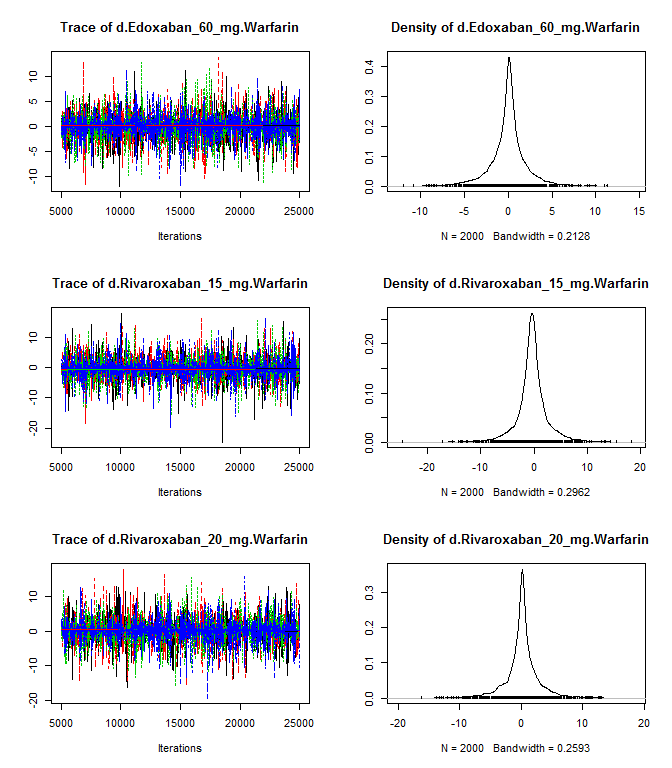 Trace of d.Edoxaban_60_mg.Warfarin
10
5
0
-5
-10
5000 10000 15000 20000 25000
Iterations
Density of d.Edoxaban_60_mg.Warfarin
0.4
0.3
0.2
0.1
0.0
-10 -5 0 5 10 15
N = 2000 Bandwidth = 0.2128
Trace of d.Rivaroxaban_15_mg.Warfarin
10
0
-10
-20
5000 10000 15000 20000 25000
Iterations
Density of d.Rivaroxaban_15_mg.Warfarin
0.20
0.10
0.00
-20 -10 0 10 20
N = 2000 Bandwidth = 0.2962
Trace of d.Rivaroxaban_20_mg.Warfarin
10
0
-10
-20
5000 10000 15000 20000 25000
Iterations
Density of d.Rivaroxaban_20_mg.Warfarin
0.3
0.2
0.1
0.0
-20 -10 0 10 20
N = 2000 Bandwidth = 0.2593